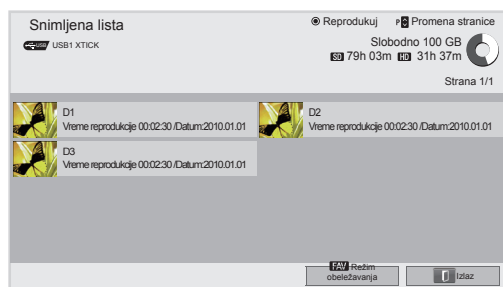 Snimljena lista
Reprodukuj P Promena stranice
USB USB1 XTICK
Slobodno 100 GB
SD 79h 03m HD 31h 37m
Strana 1/1
D1
Vreme reprodukcije 00:02:30 /Datum:2010.01.01
D2
Vreme reprodukcije 00:02:30 /Datum:2010.01.01
D3
Vreme reprodukcije 00:02:30 /Datum:2010.01.01
FAV Režim
obeležavanja
Izlaz